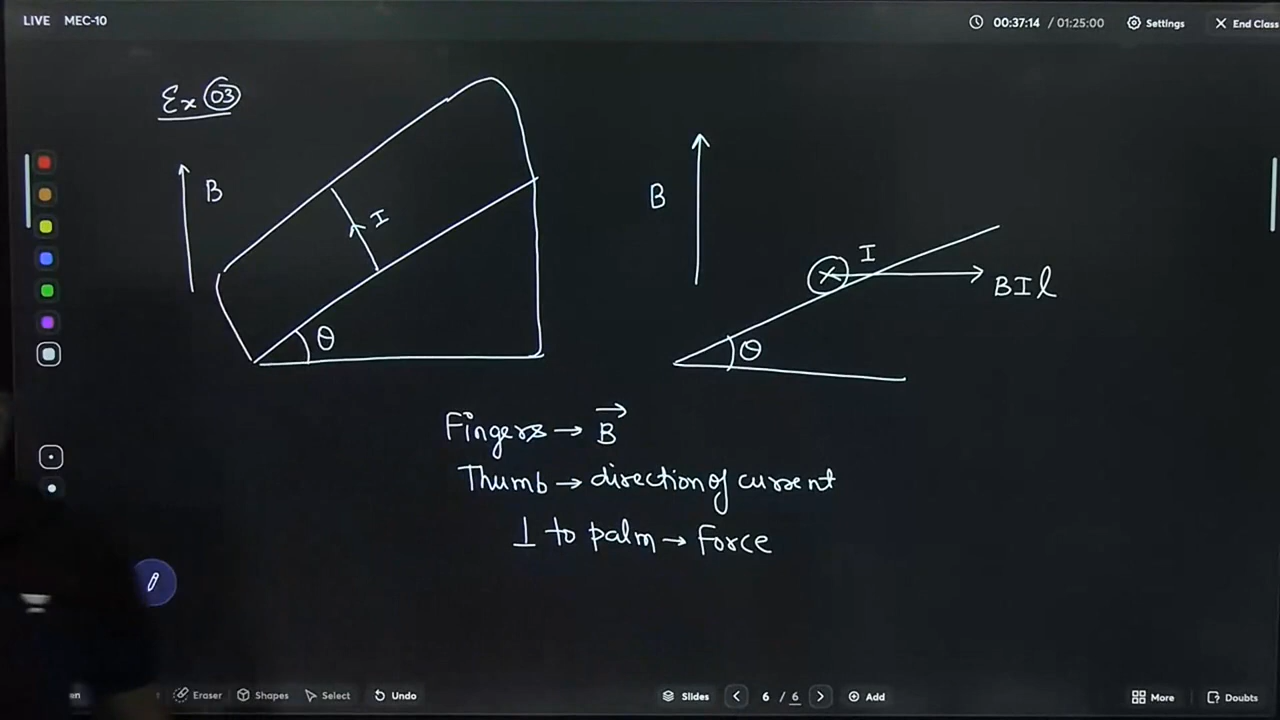 LIVE MEC-10
00:37:14 / 01:25:00 Settings End Class
Ex 03
B
I
θ
B
I
BIl
θ
Fingers → B
Thumb → direction of current
⊥ to palm → Force
Eraser Shapes Select Undo
Slides 6 / 6 Add
More Doubts